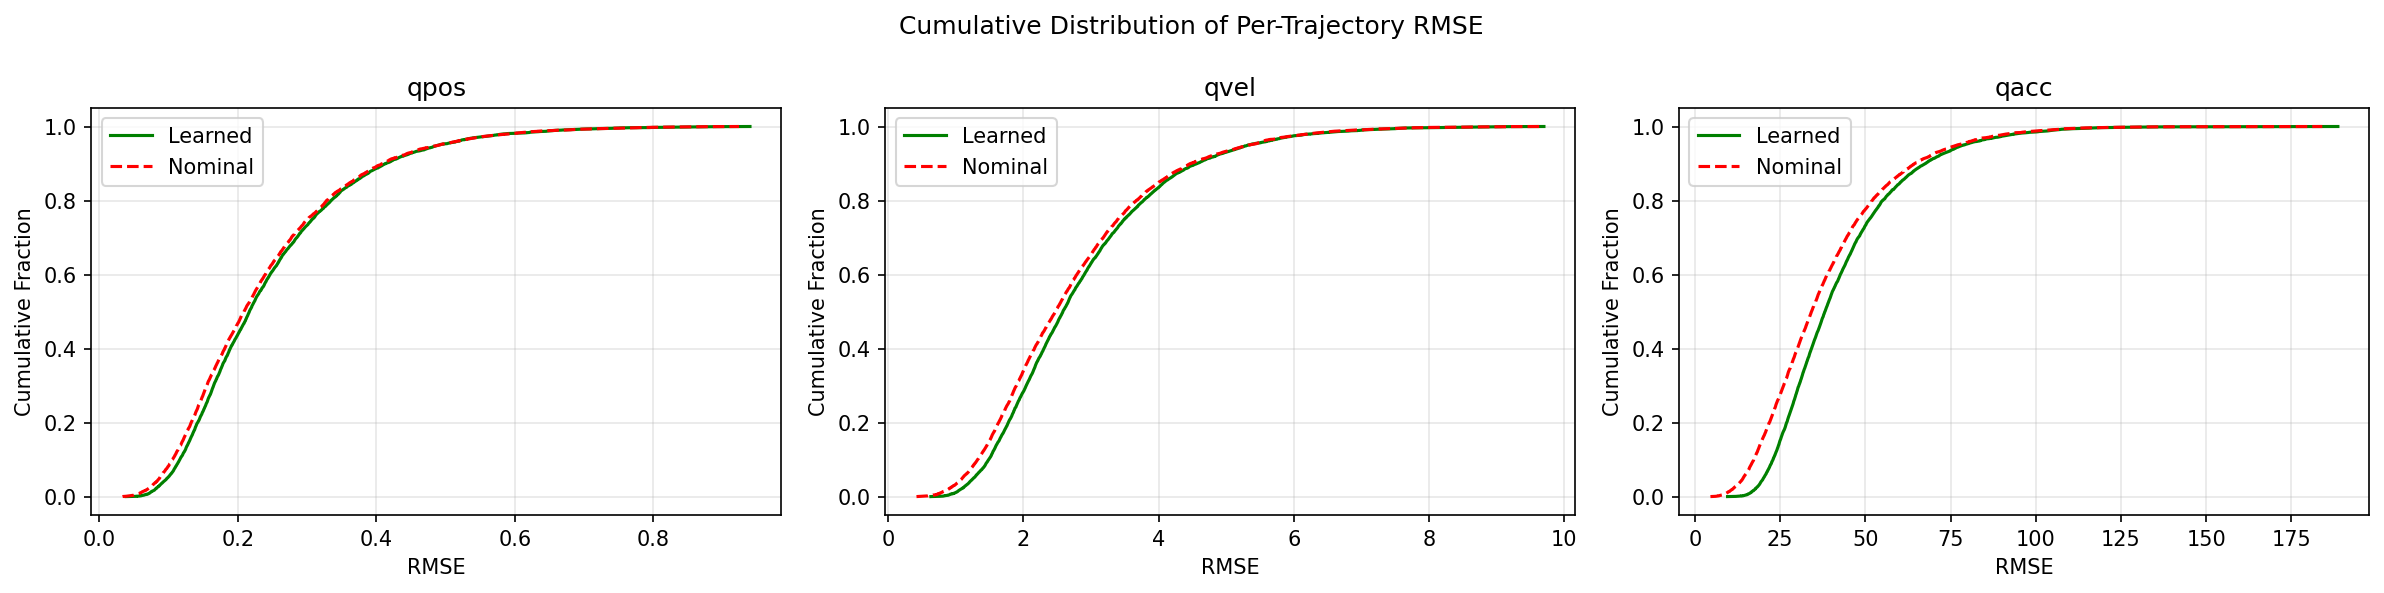 Cumulative Distribution of Per-Trajectory RMSE
qpos
Learned
Nominal
Cumulative Fraction
1.0
0.8
0.6
0.4
0.2
0.0
0.0 0.2 0.4 0.6 0.8
RMSE
qvel
Learned
Nominal
Cumulative Fraction
1.0
0.8
0.6
0.4
0.2
0.0
0 2 4 6 8 10
RMSE
qacc
Learned
Nominal
Cumulative Fraction
1.0
0.8
0.6
0.4
0.2
0.0
0 25 50 75 100 125 150 175
RMSE